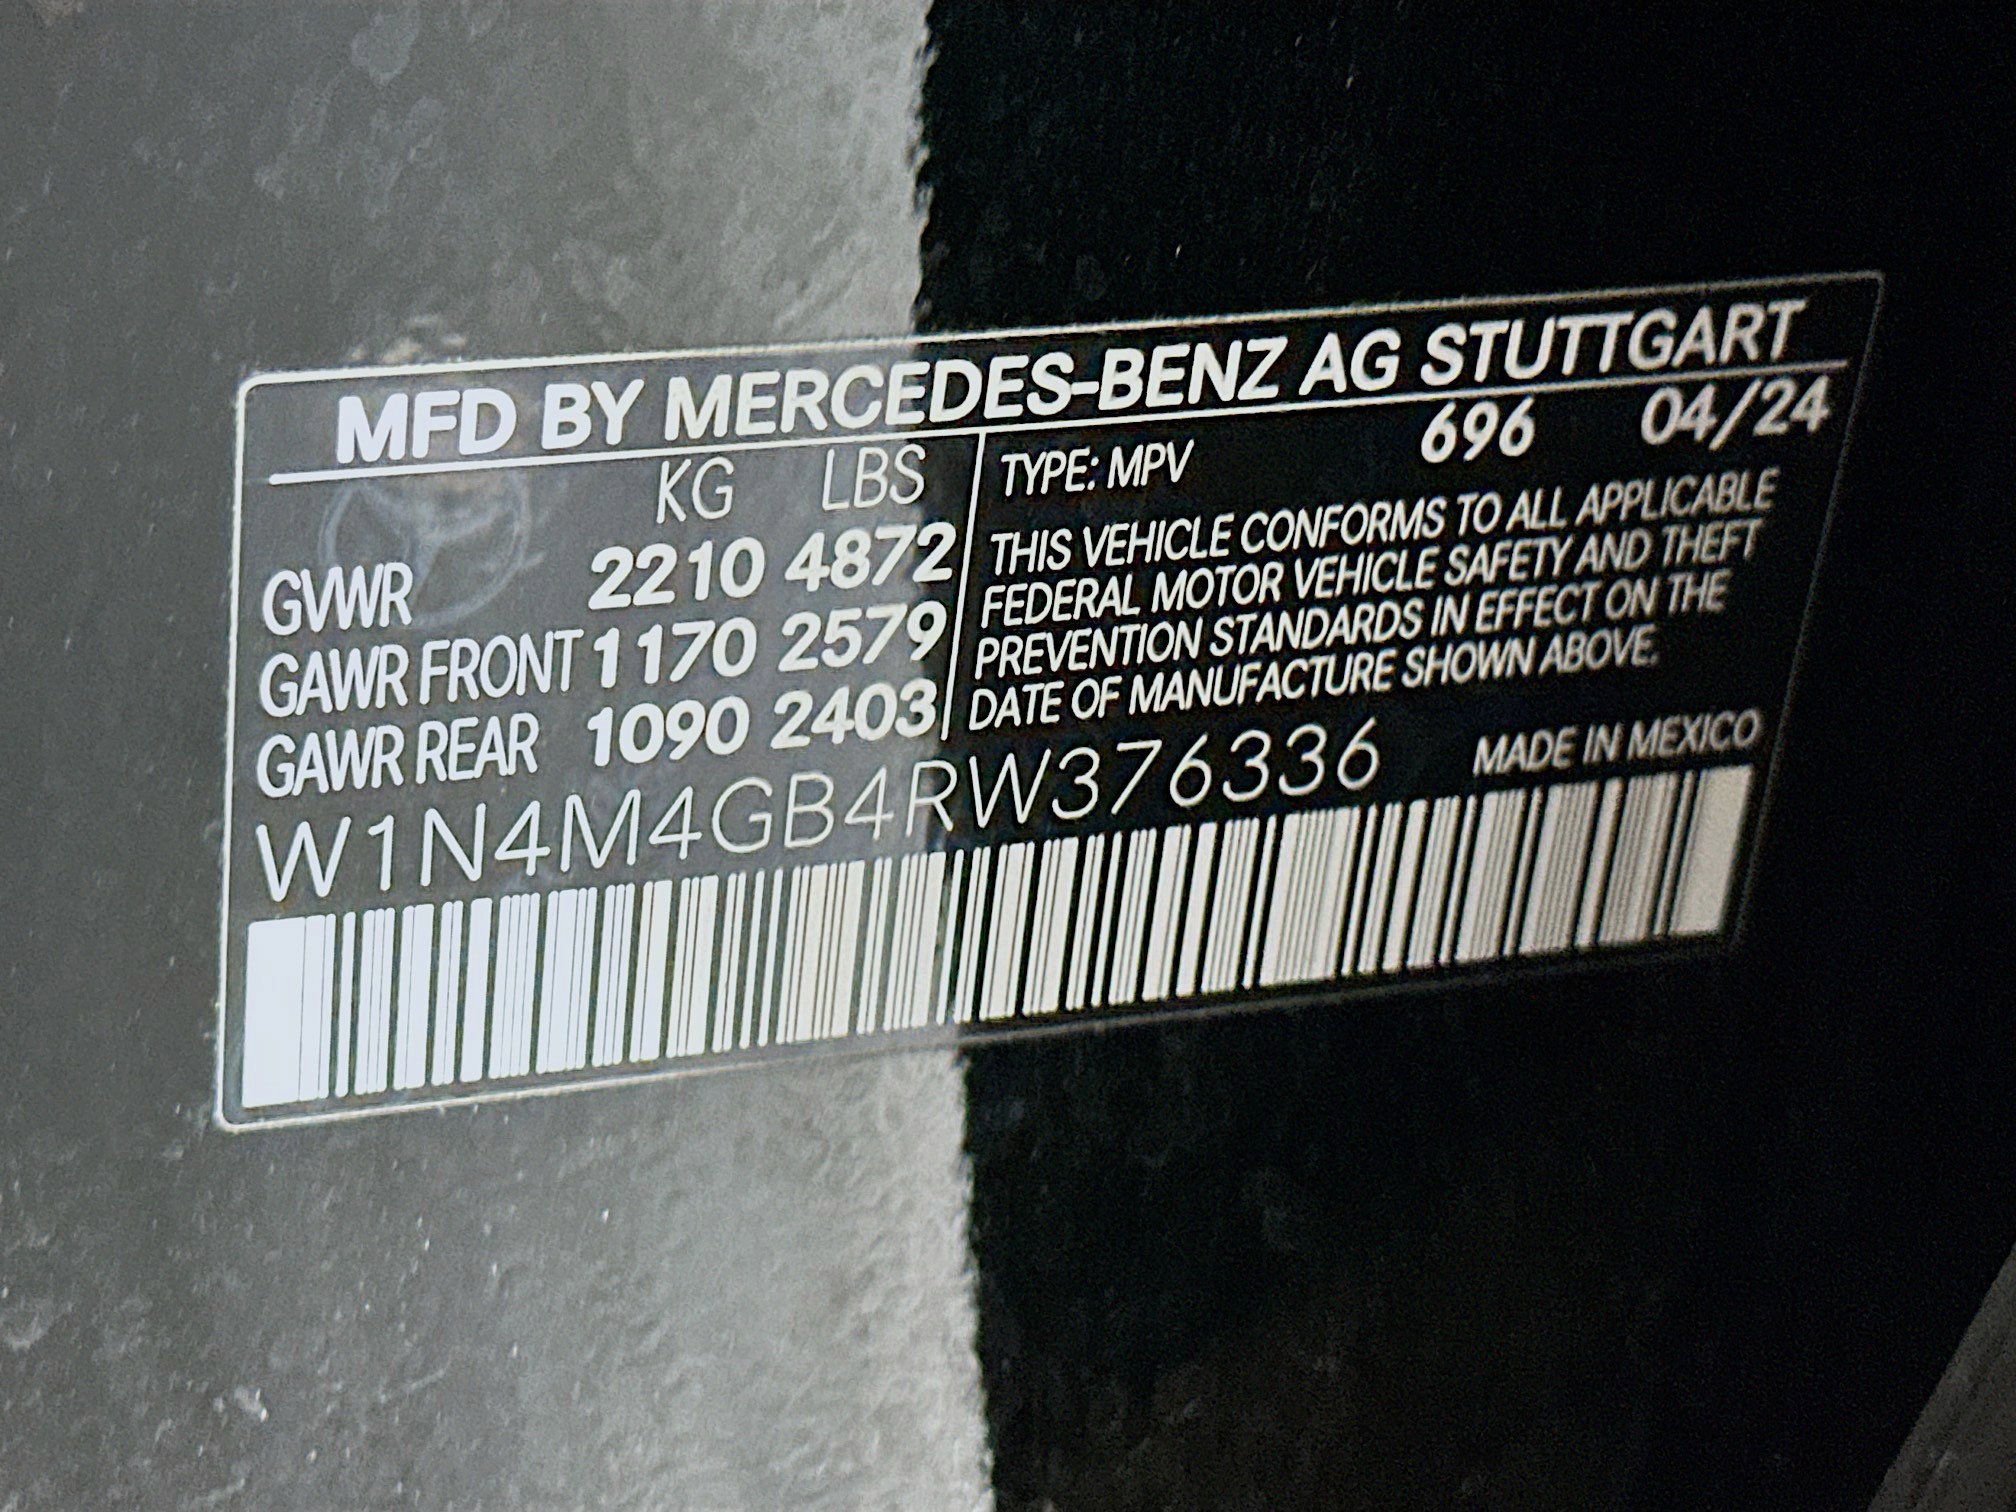 MFD BY MERCEDES-BENZ AG STUTTGART
KG LBS
GVWR 2210 4872
GAWR FRONT 1170 2579
GAWR REAR 1090 2403
TYPE: MPV 696 04/24
THIS VEHICLE CONFORMS TO ALL APPLICABLE
FEDERAL MOTOR VEHICLE SAFETY AND THEFT
PREVENTION STANDARDS IN EFFECT ON THE
DATE OF MANUFACTURE SHOWN ABOVE.
W1N4M4GB4RW376336 MADE IN MEXICO